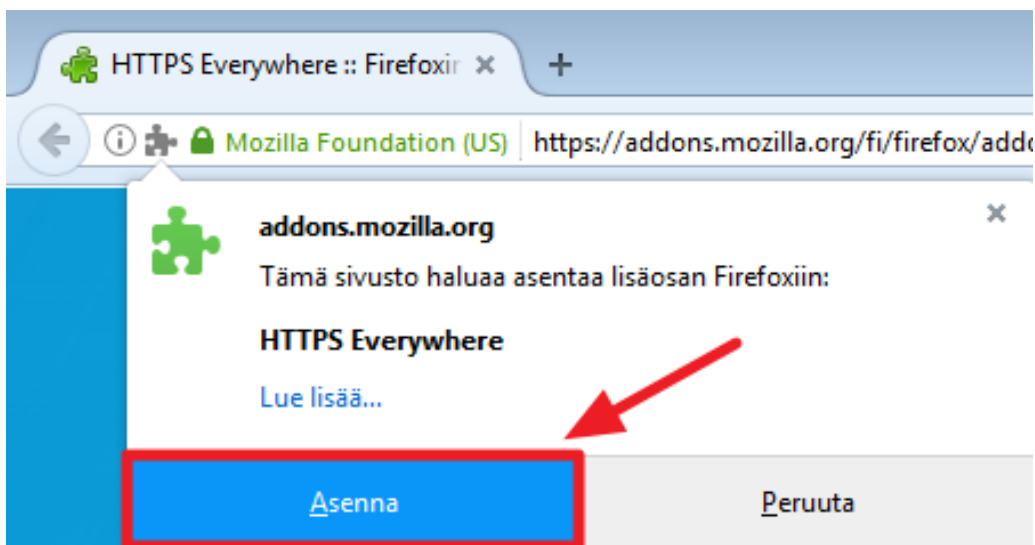 HTTPS Everywhere :: Firefoxin
Mozilla Foundation (US) https://addons.mozilla.org/fi/firefox/addo
addons.mozilla.org
Tämä sivusto haluaa asentaa lisäosan Firefoxiin:
HTTPS Everywhere
Lue lisää...
Asenna Peruuta